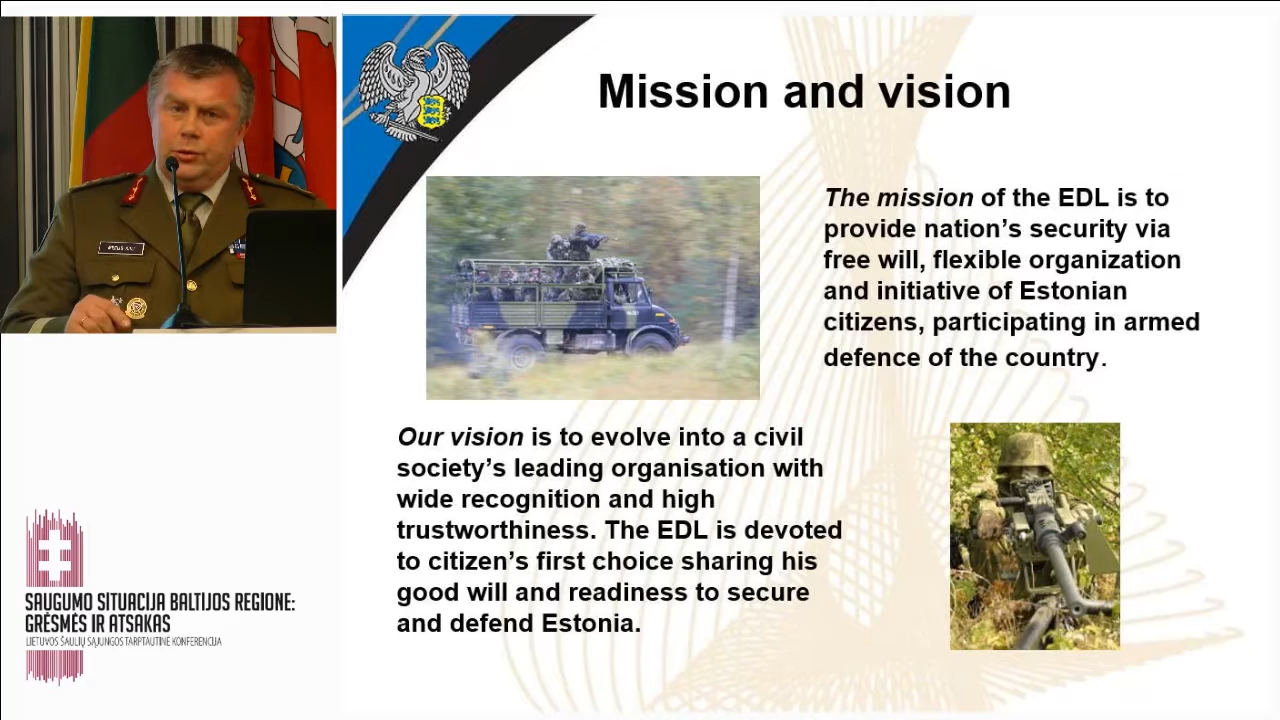 Mission and vision
The mission of the EDL is to
provide nation's security via
free will, flexible organization
and initiative of Estonian
citizens, participating in armed
defence of the country.
Our vision is to evolve into a civil
society's leading organisation with
wide recognition and high
trustworthiness. The EDL is devoted
to citizen's first choice sharing his
good will and readiness to secure
and defend Estonia.
SAUGUMO SITUACIJA BALTIJOS REGIONE:
GRĖSMĖS IR ATSAKAS
LIETUVOS ŠAULIŲ SĄJUNGOS TARPTAUTINĖ KONFERENCIJA